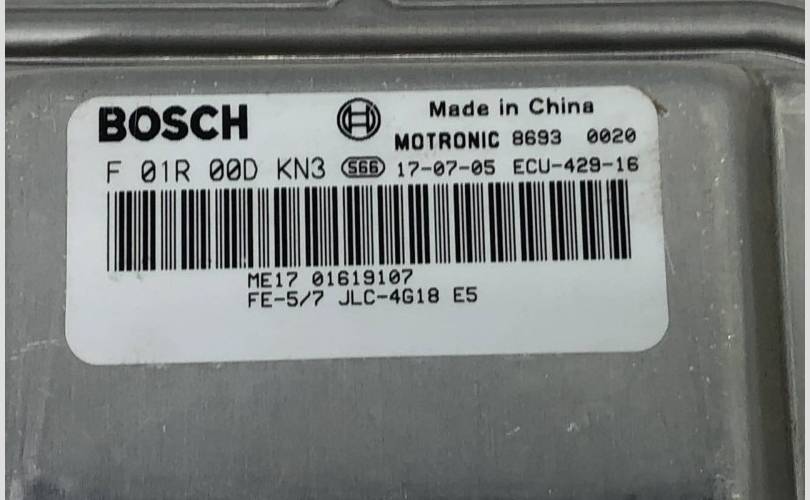 BOSCH
Made in China
MOTRONIC 8693 0020
F 01R 00D KN3 S66 17-07-05 ECU-429-16
ME17 01619107
FE-5/7 JLC-4G18 E5